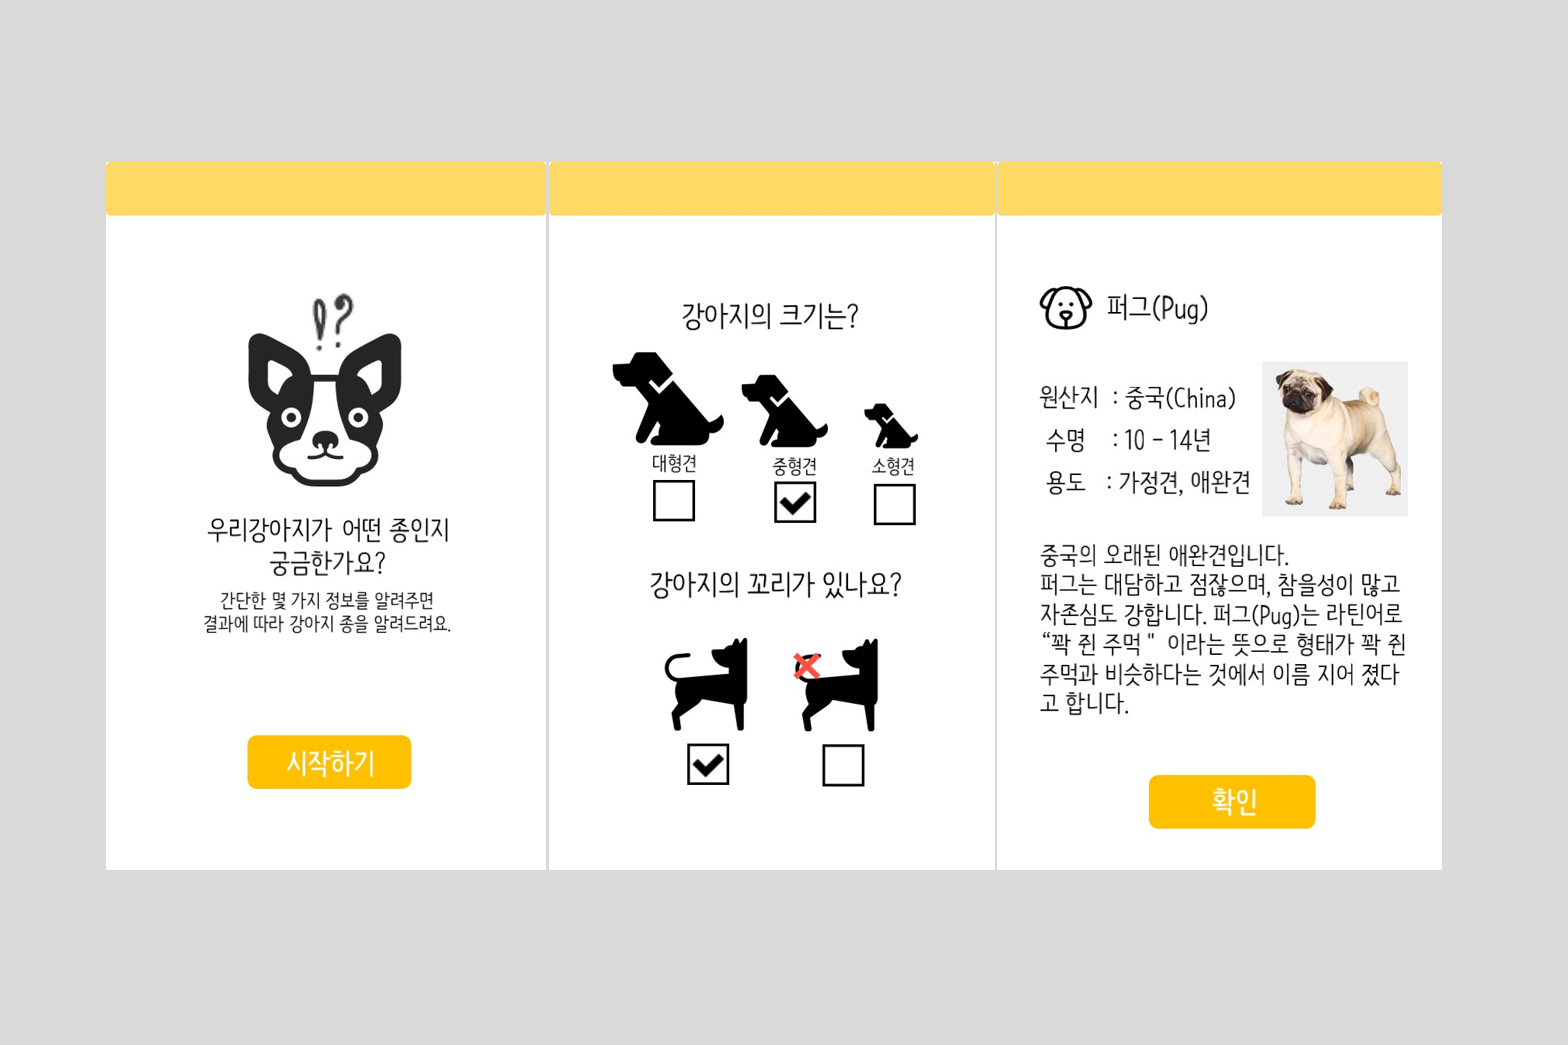 우리강아지가 어떤 종인지
궁금한가요?
간단한 몇 가지 정보를 알려주면
결과에 따라 강아지 종을 알려드려요.
시작하기
강아지의 크기는?
대형견
중형견
소형견
강아지의 꼬리가 있나요?
퍼그(Pug)
원산지 : 중국(China)
수명 : 10 - 14년
용도 : 가정견, 애완견
중국의 오래된 애완견입니다.
퍼그는 대담하고 점잖으며, 참을성이 많고
자존심도 강합니다. 퍼그(Pug)는 라틴어로
“꽉 쥔 주먹" 이라는 뜻으로 형태가 꽉 쥔
주먹과 비슷하다는 것에서 이름 지어 졌다
고 합니다.
확인